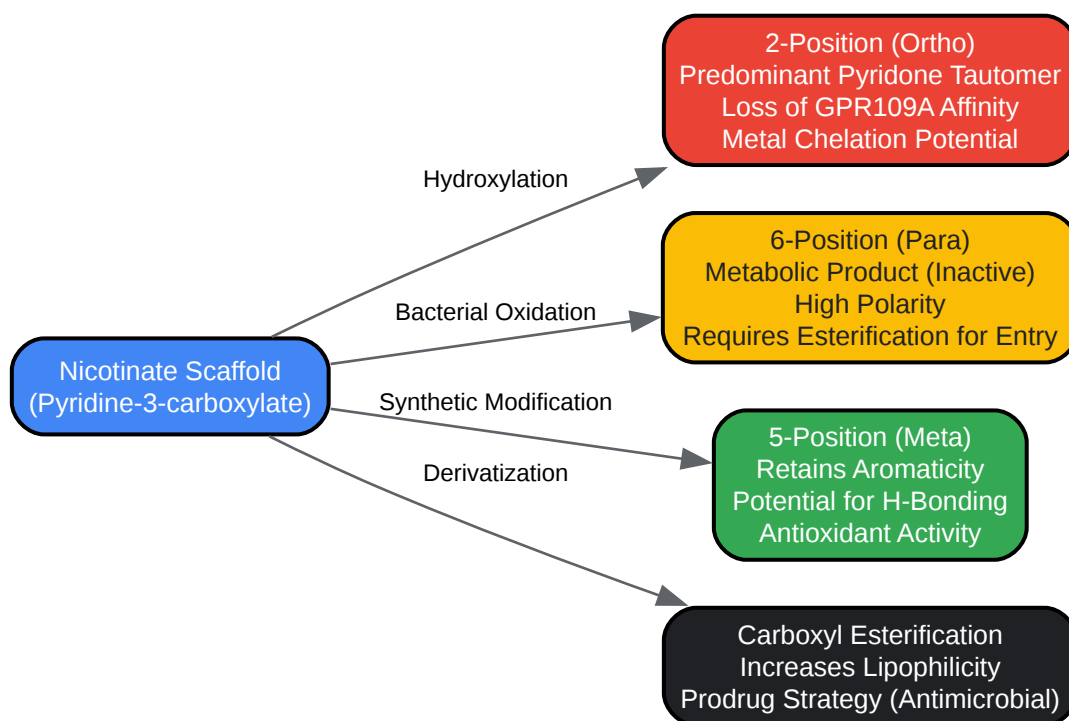 2-Position (Ortho)
Predominant Pyridone Tautomer
Loss of GPR109A Affinity
Metal Chelation Potential
Hydroxylation
6-Position (Para)
Metabolic Product (Inactive)
High Polarity
Requires Esterification for Entry
Bacterial Oxidation
Nicotinate Scaffold
(Pyridine-3-carboxylate)
Synthetic Modification
5-Position (Meta)
Retains Aromaticity
Potential for H-Bonding
Antioxidant Activity
Derivatization
Carboxyl Esterification
Increases Lipophilicity
Prodrug Strategy (Antimicrobial)